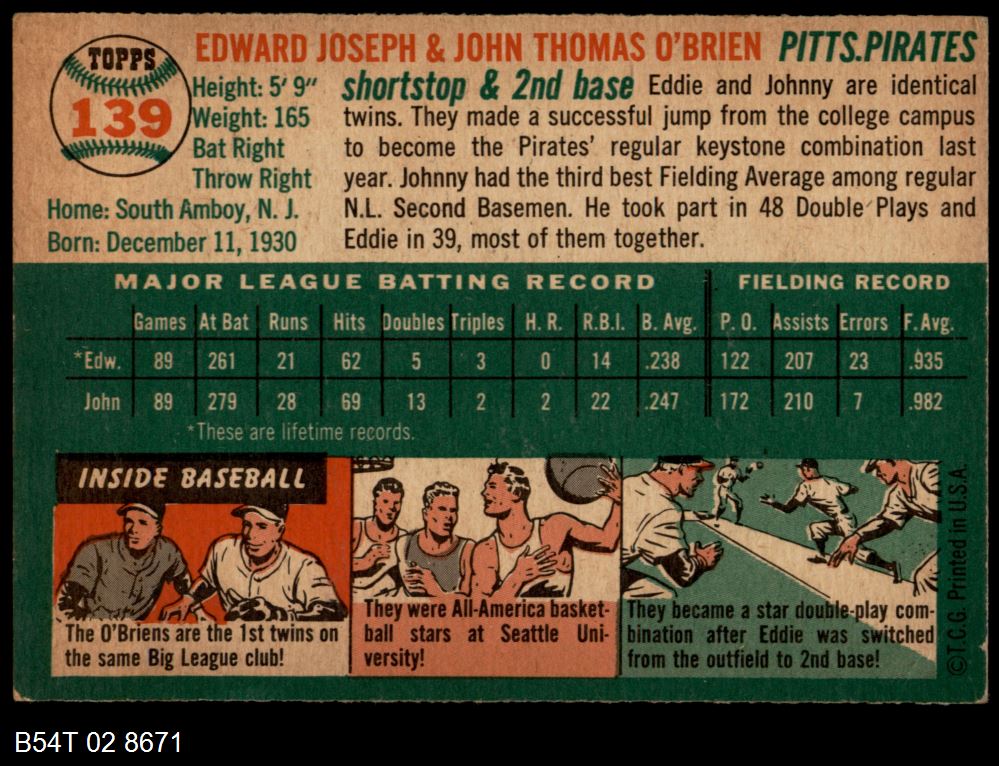 TOPPS
139
EDWARD JOSEPH & JOHN THOMAS O'BRIEN PITTS.PIRATES
Height: 5' 9"
Weight: 165
Bat Right
Throw Right
Home: South Amboy, N. J.
Born: December 11, 1930
shortstop & 2nd base Eddie and Johnny are identical
twins. They made a successful jump from the college campus
to become the Pirates' regular keystone combination last
year. Johnny had the third best Fielding Average among regular
N.L. Second Basemen. He took part in 48 Double Plays and
Eddie in 39, most of them together.
MAJOR LEAGUE BATTING RECORD FIELDING RECORD
Games At Bat Runs Hits Doubles Triples H. R. R.B.I. B. Avg. P. O. Assists Errors F. Avg.
*Edw. 89 261 21 62 5 3 0 14 .238 122 207 23 .935
John 89 279 28 69 13 2 2 22 .247 172 210 7 .982
*These are lifetime records.
INSIDE BASEBALL
The O'Briens are the 1st twins on
the same Big League club!
They were All-America basket-
ball stars at Seattle Uni-
versity!
They became a star double-play com-
bination after Eddie was switched
from the outfield to 2nd base!
©T.C.G. Printed in U.S.A.
B54T 02 8671